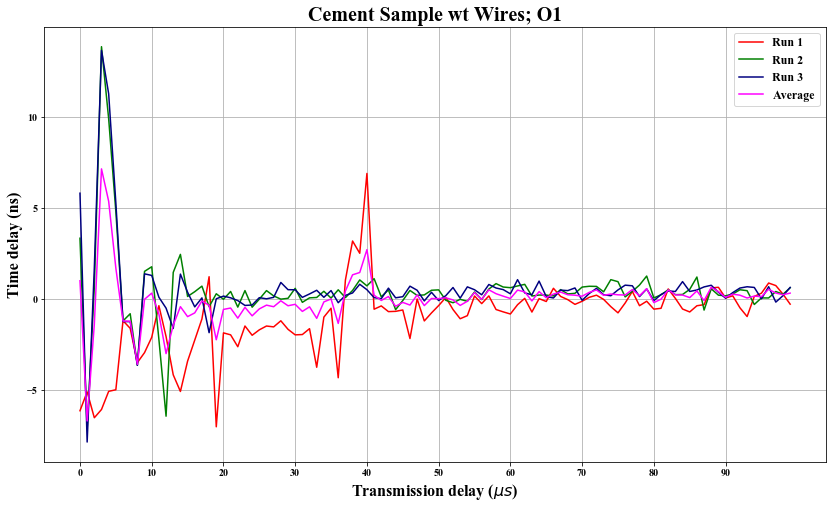 Cement Sample wt Wires; O1
Run 1
Run 2
Run 3
Average
Time delay (ns)
10
5
0
−5
0 10 20 30 40 50 60 70 80 90
Transmission delay (μs)